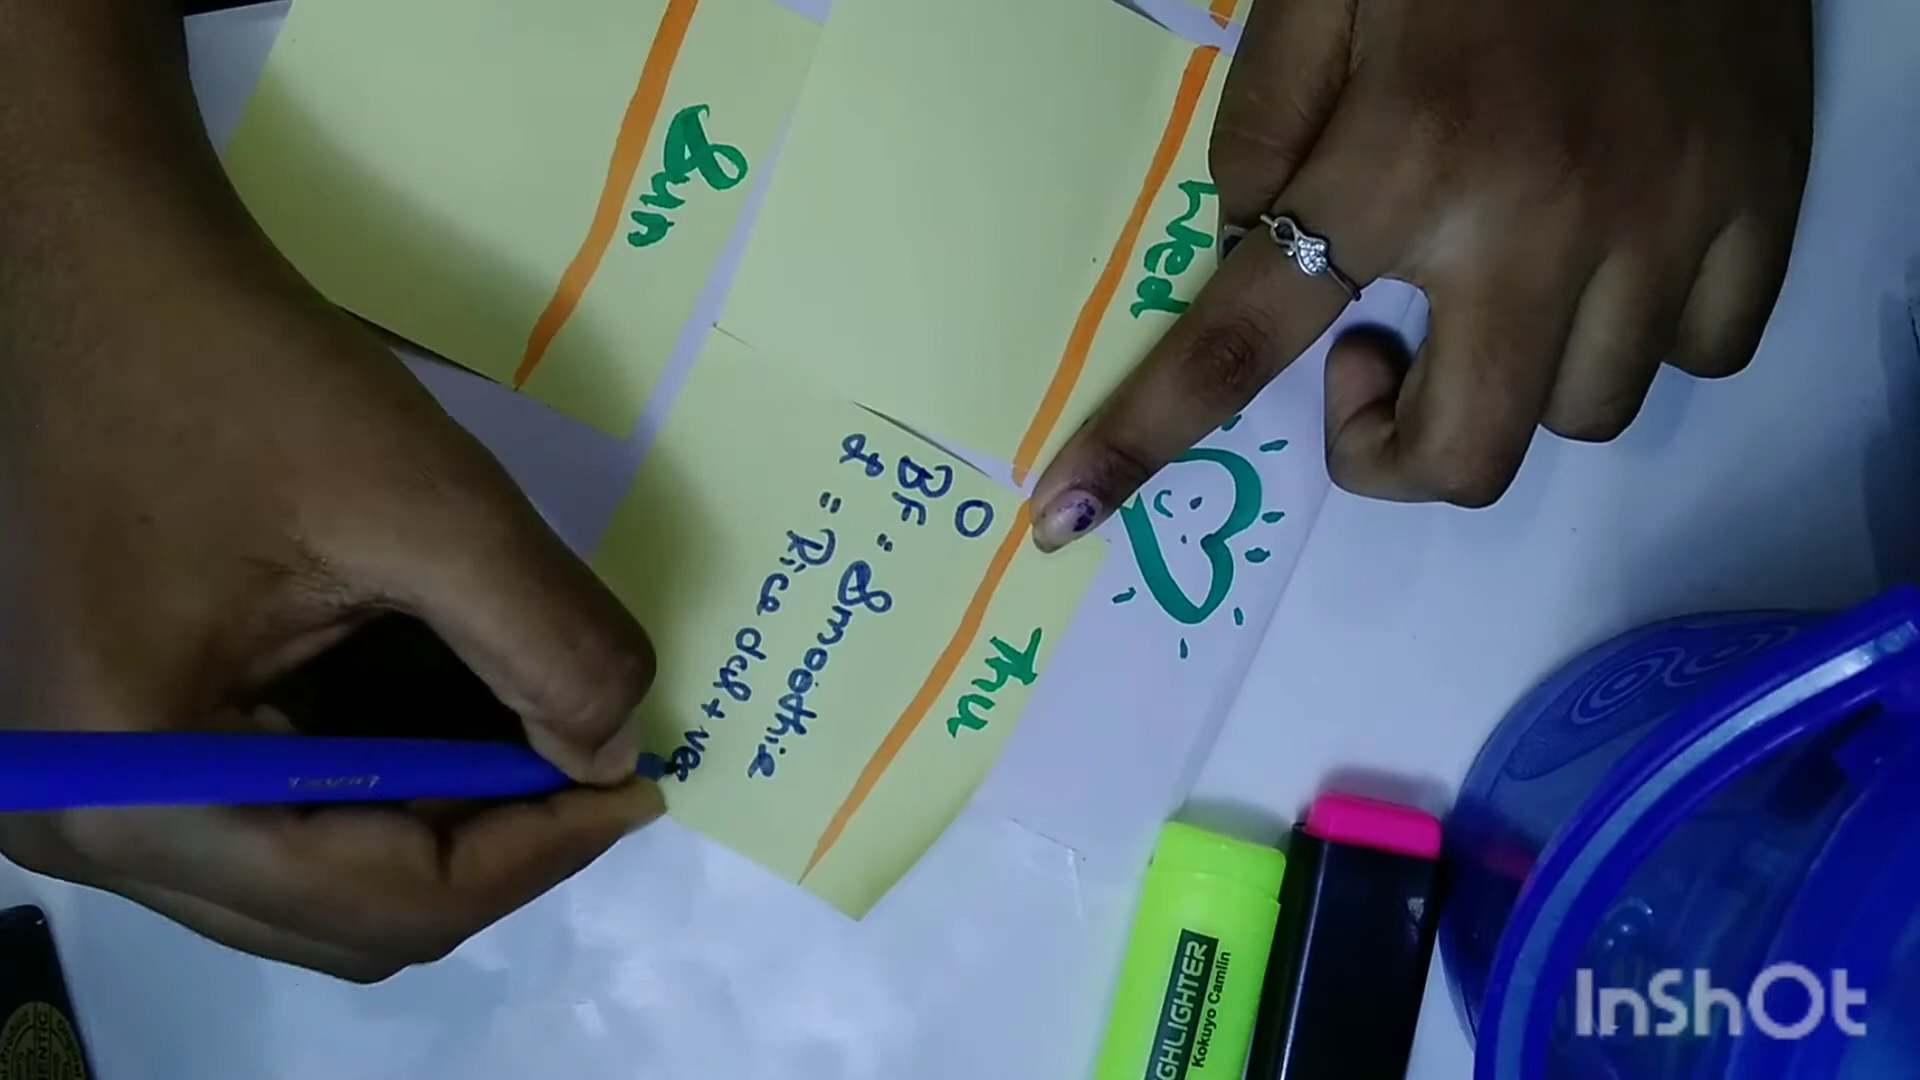 Sun
Wed
Thu
O
BF = Smoothie
= Rice dal + veg
HIGHLIGHTER
Kokuyo Camlin
InShOt